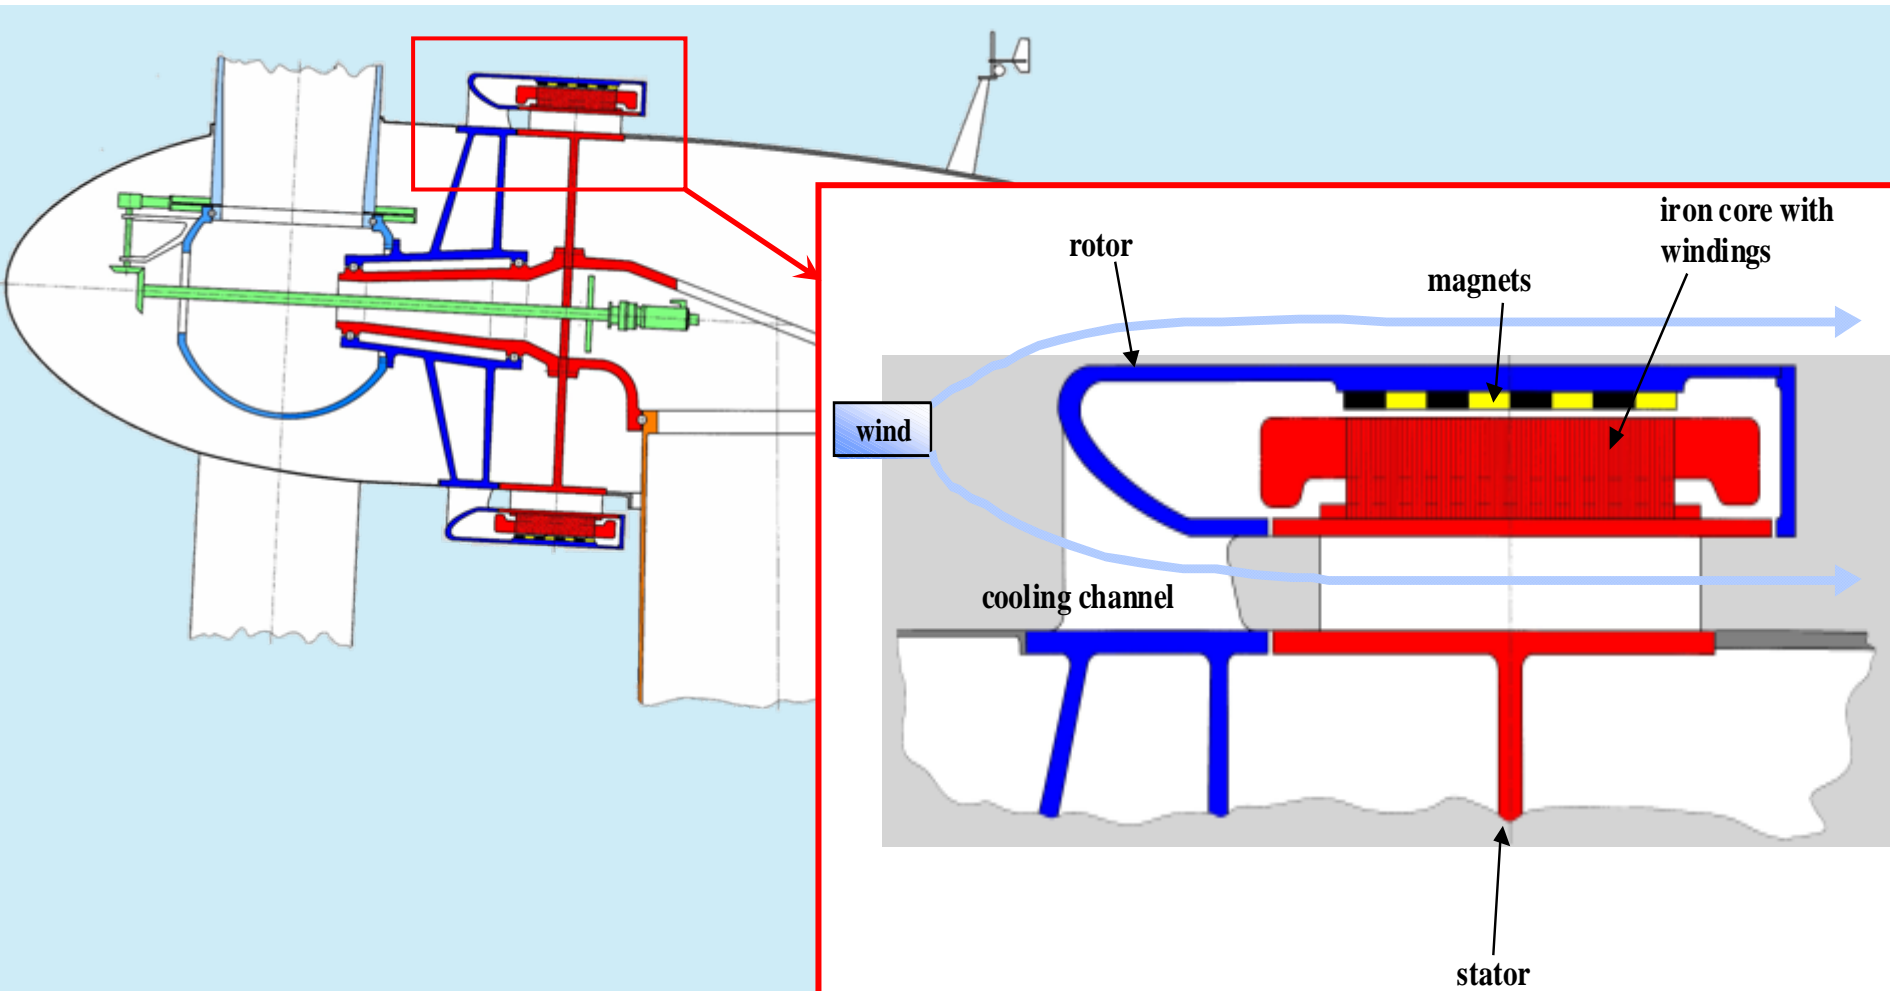 iron core with
windings
rotor
magnets
wind
cooling channel
stator